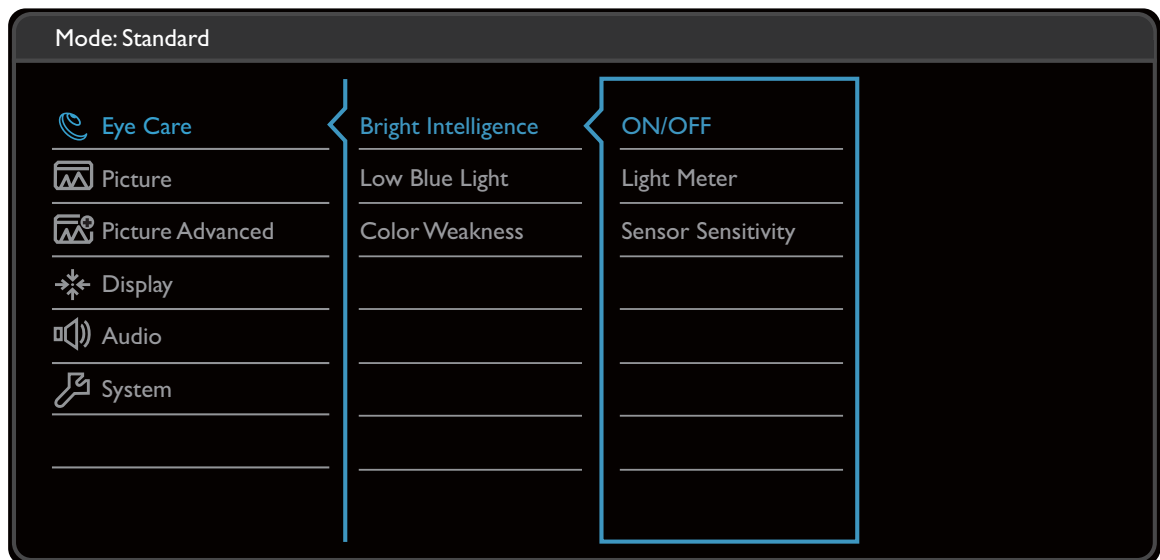 Mode: Standard
Eye Care
Picture
Picture Advanced
Display
Audio
System
Bright Intelligence
Low Blue Light
Color Weakness
ON/OFF
Light Meter
Sensor Sensitivity